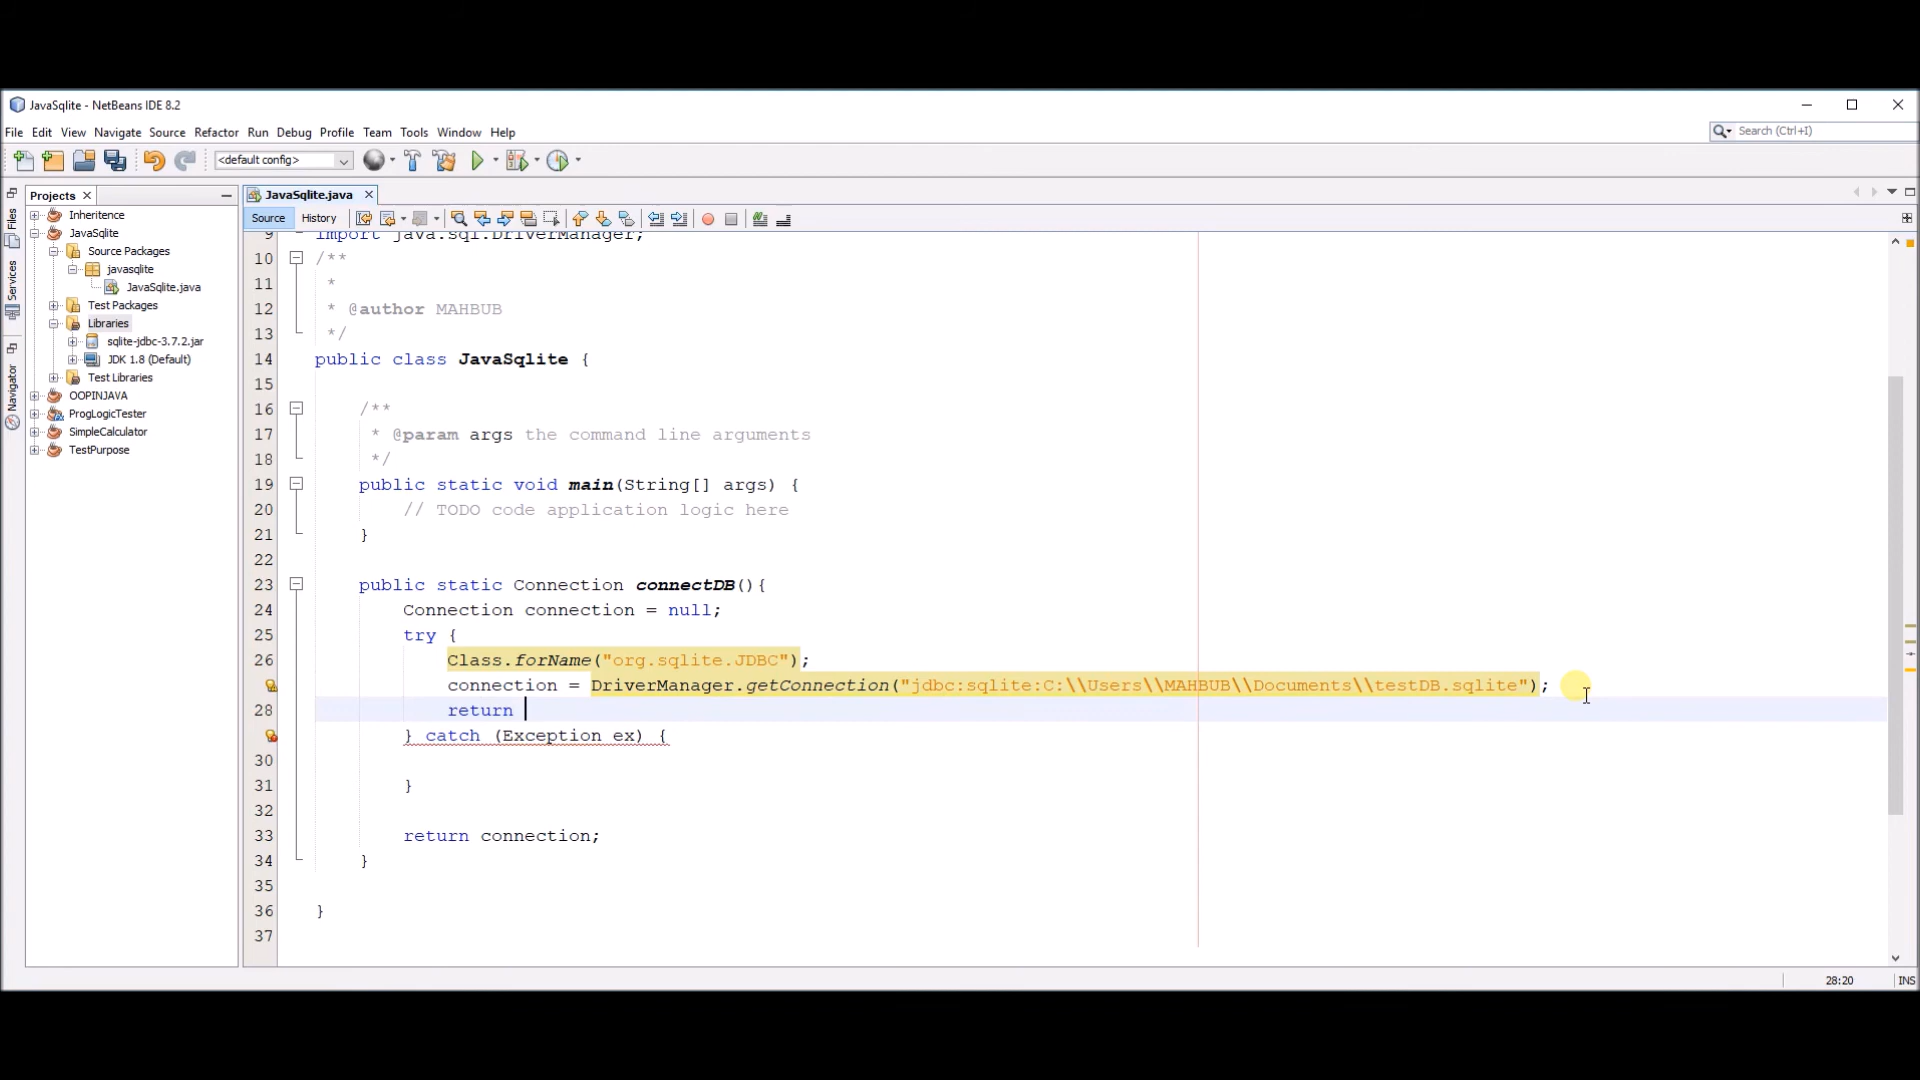 JavaSqlite - NetBeans IDE 8.2
File Edit View Navigate Source Refactor Run Debug Profile Team Tools Window Help
Search (Ctrl+I)
<default config>
Files
Services
Navigator
Projects
Inheritence
JavaSqlite
Source Packages
javasqlite
JavaSqlite.java
Test Packages
Libraries
sqlite-jdbc-3.7.2.jar
JDK 1.8 (Default)
Test Libraries
OOPINJAVA
ProgLogicTester
SimpleCalculator
TestPurpose
JavaSqlite.java
Source History
9 import java.sql.DriverManager;
10 /**
11 *
12 * @author MAHBUB
13 */
14 public class JavaSqlite {
15
16 /**
17 * @param args the command line arguments
18 */
19 public static void main(String[] args) {
20 // TODO code application logic here
21 }
22
23 public static Connection connectDB(){
24 Connection connection = null;
25 try {
26 Class.forName("org.sqlite.JDBC");
connection = DriverManager.getConnection("jdbc:sqlite:C:\\Users\\MAHBUB\\Documents\\testDB.sqlite");
28 return
} catch (Exception ex) {
30
31 }
32
33 return connection;
34 }
35
36 }
37
28:20 INS